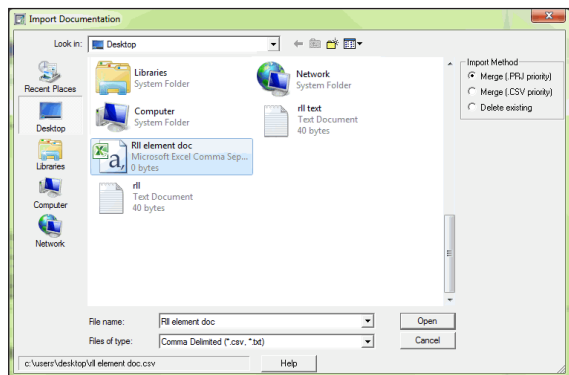 Import Documentation
Look in:
Desktop
Recent Places
Desktop
Libraries
Computer
Network
Libraries
System Folder
Network
System Folder
Computer
System Folder
rll text
Text Document
40 bytes
Rll element doc
Microsoft Excel Comma Sep...
0 bytes
rll
Text Document
40 bytes
Import Method
Merge (.PRJ priority)
Merge (.CSV priority)
Delete existing
File name:
Rll element doc
Open
Files of type:
Comma Delimited (*.csv, *.txt)
Cancel
c:\users\desktop\rll element doc.csv
Help